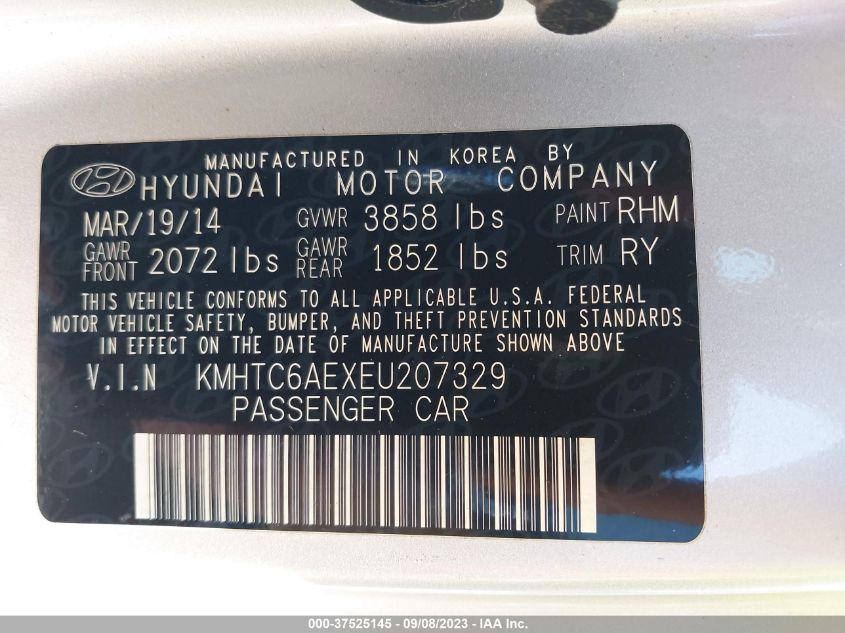 MANUFACTURED IN KOREA BY
HYUNDAI MOTOR COMPANY
MAR/19/14 GVWR 3858 lbs PAINT RHM
GAWR FRONT 2072 lbs GAWR REAR 1852 lbs TRIM RY
THIS VEHICLE CONFORMS TO ALL APPLICABLE U.S.A. FEDERAL
MOTOR VEHICLE SAFETY, BUMPER, AND THEFT PREVENTION STANDARDS
IN EFFECT ON THE DATE OF MANUFACTURE SHOWN ABOVE
V.I.N KMHTC6AEXEU207329
PASSENGER CAR
000-37525145 - 09/08/2023 - IAA Inc.